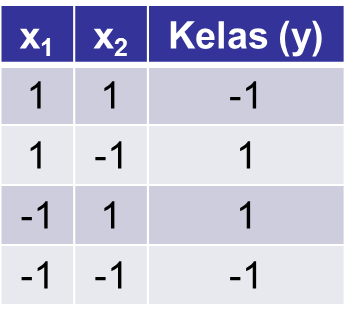 x₁ x₂ Kelas (y)
1 1 -1
1 -1 1
-1 1 1
-1 -1 -1